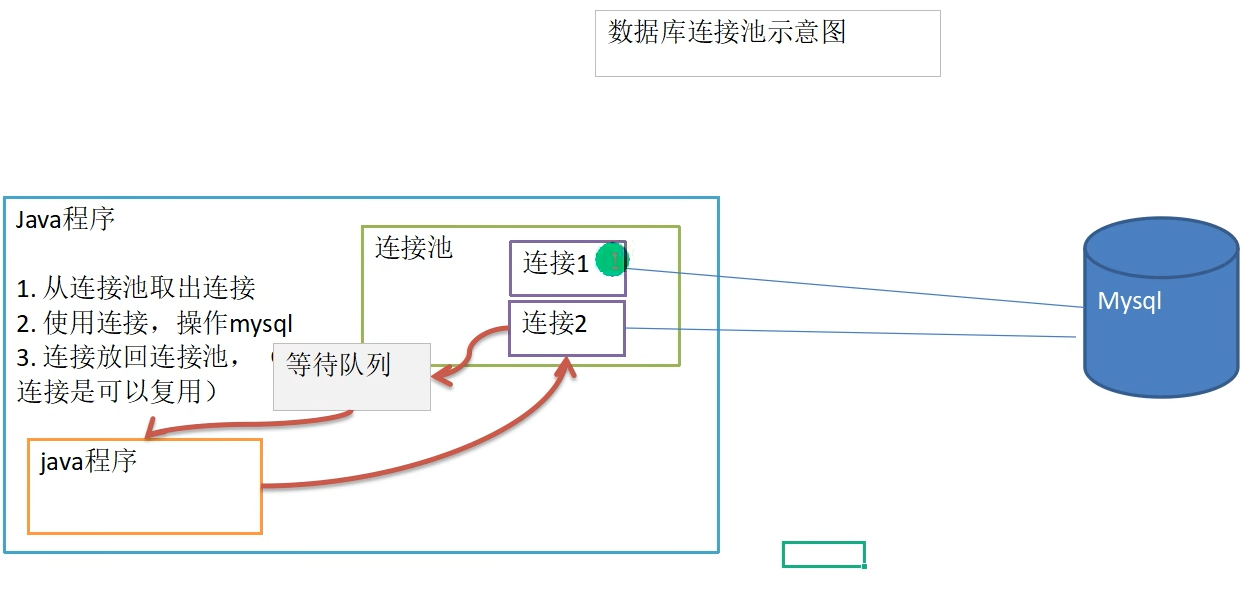 数据库连接池示意图
Java程序
连接池
连接1
1. 从连接池取出连接
2. 使用连接，操作mysql
连接2
Mysql
3. 连接放回连接池，（
等待队列
连接是可以复用）
java程序